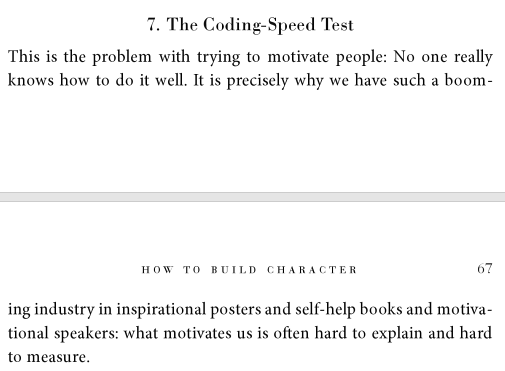 7. The Coding-Speed Test
This is the problem with trying to motivate people: No one really
knows how to do it well. It is precisely why we have such a boom-
HOW TO BUILD CHARACTER 67
ing industry in inspirational posters and self-help books and motiva-
tional speakers: what motivates us is often hard to explain and hard
to measure.